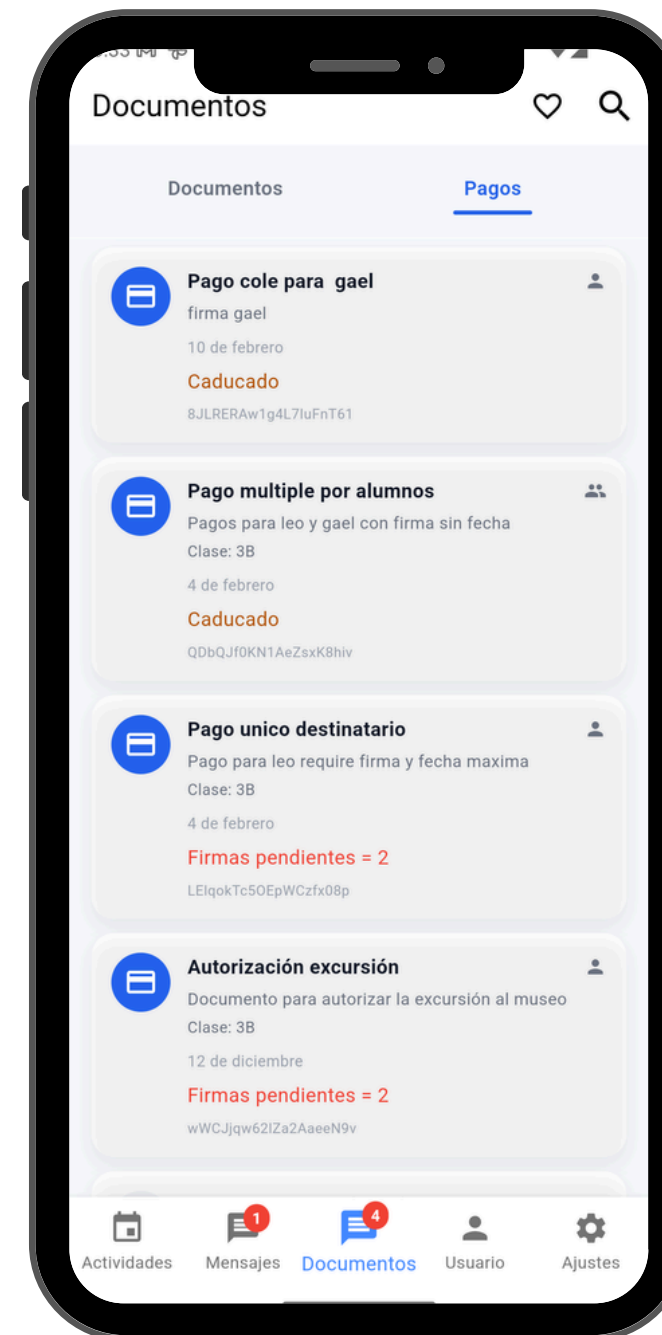 Documentos
Documentos
Pagos
Pago cole para  gael
firma gael
10 de febrero
Caducado
8JLRERAw1g4L7IuFnT61
Pago multiple por alumnos
Pagos para leo y gael con firma sin fecha
Clase: 3B
4 de febrero
Caducado
QDbQJf0KN1AeZsxK8hiv
Pago unico destinatario
Pago para leo require firma y fecha maxima
Clase: 3B
4 de febrero
Firmas pendientes = 2
LEIqokTc5OEpWCzfx08p
Autorización excursión
Documento para autorizar la excursión al museo
Clase: 3B
12 de diciembre
Firmas pendientes = 2
wWCJjqw62IZa2AaeeN9v
1
4
Actividades
Mensajes
Documentos
Usuario
Ajustes